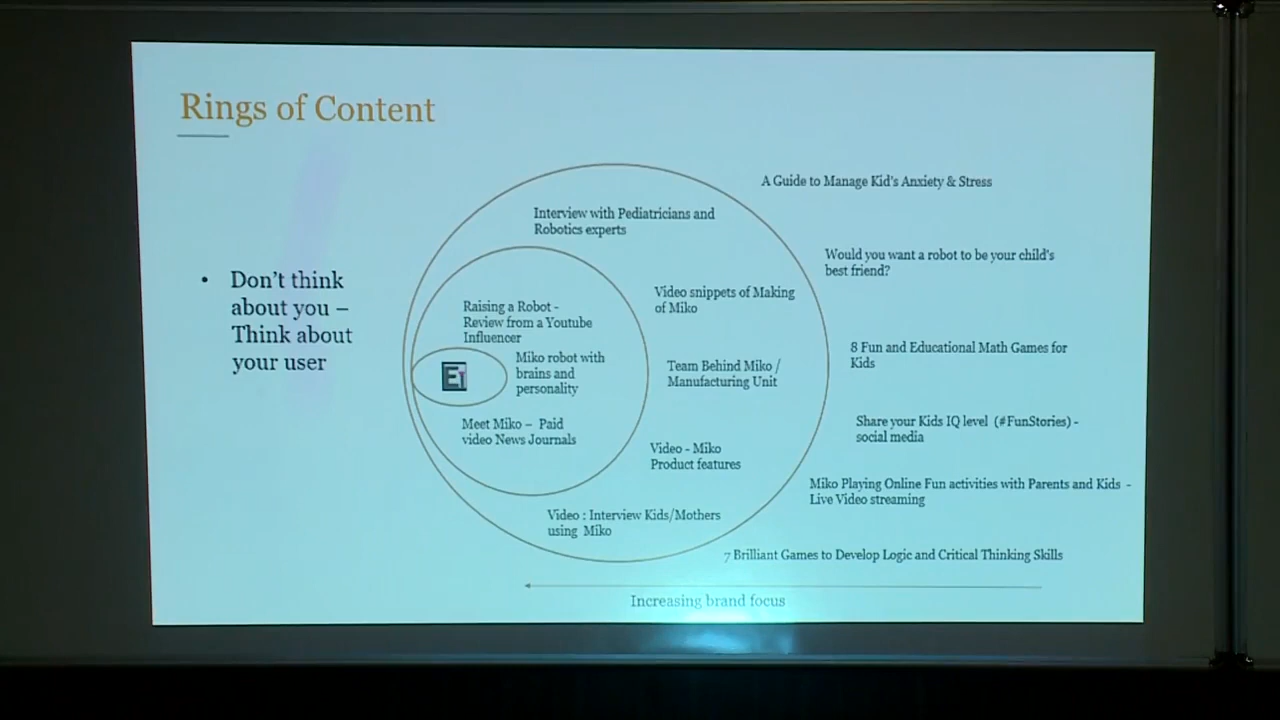 Rings of Content
• Don't think
about you –
Think about
your user
A Guide to Manage Kid's Anxiety & Stress
Interview with Pediatricians and
Robotics experts
Would you want a robot to be your child's
best friend?
Video snippets of Making
of Miko
Raising a Robot -
Review from a Youtube
Influencer
8 Fun and Educational Math Games for
Kids
Miko robot with
brains and
personality
Team Behind Miko /
Manufacturing Unit
Meet Miko – Paid
video News Journals
Share your Kids IQ level (#FunStories) -
social media
Video - Miko
Product features
Miko Playing Online Fun activities with Parents and Kids -
Live Video streaming
Video : Interview Kids/Mothers
using Miko
7 Brilliant Games to Develop Logic and Critical Thinking Skills
Increasing brand focus